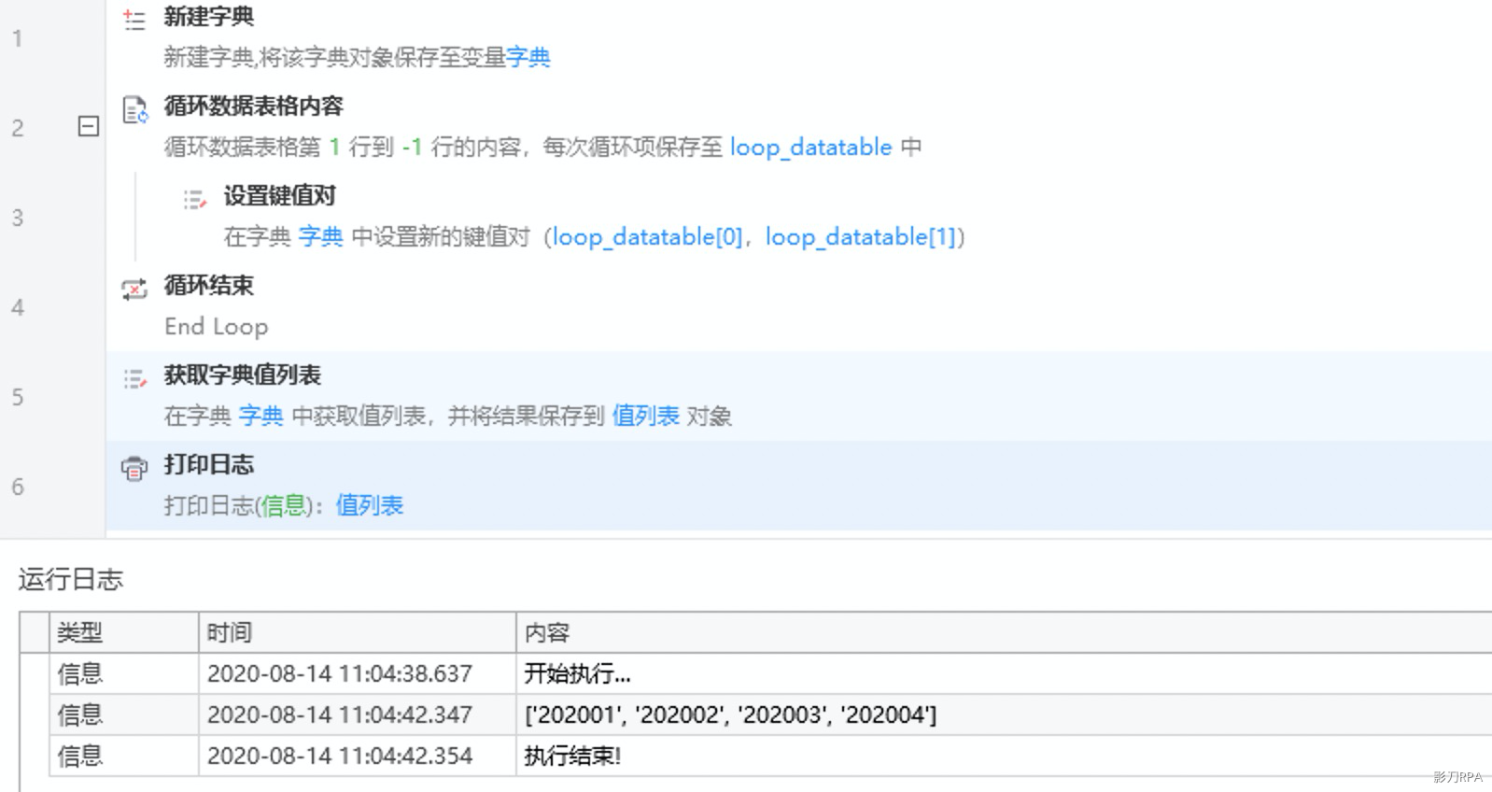 1
新建字典
新建字典,将该字典对象保存至变量字典
2
循环数据表格内容
循环数据表格第 1 行到 -1 行的内容，每次循环项保存至 loop_datatable 中
3
设置键值对
在字典 字典 中设置新的键值对（loop_datatable[0]，loop_datatable[1]）
4
循环结束
End Loop
5
获取字典值列表
在字典 字典 中获取值列表，并将结果保存到 值列表 对象
6
打印日志
打印日志(信息)：值列表
运行日志
类型 时间 内容
信息 2020-08-14 11:04:38.637 开始执行...
信息 2020-08-14 11:04:42.347 ['202001', '202002', '202003', '202004']
信息 2020-08-14 11:04:42.354 执行结束!
影刀RPA